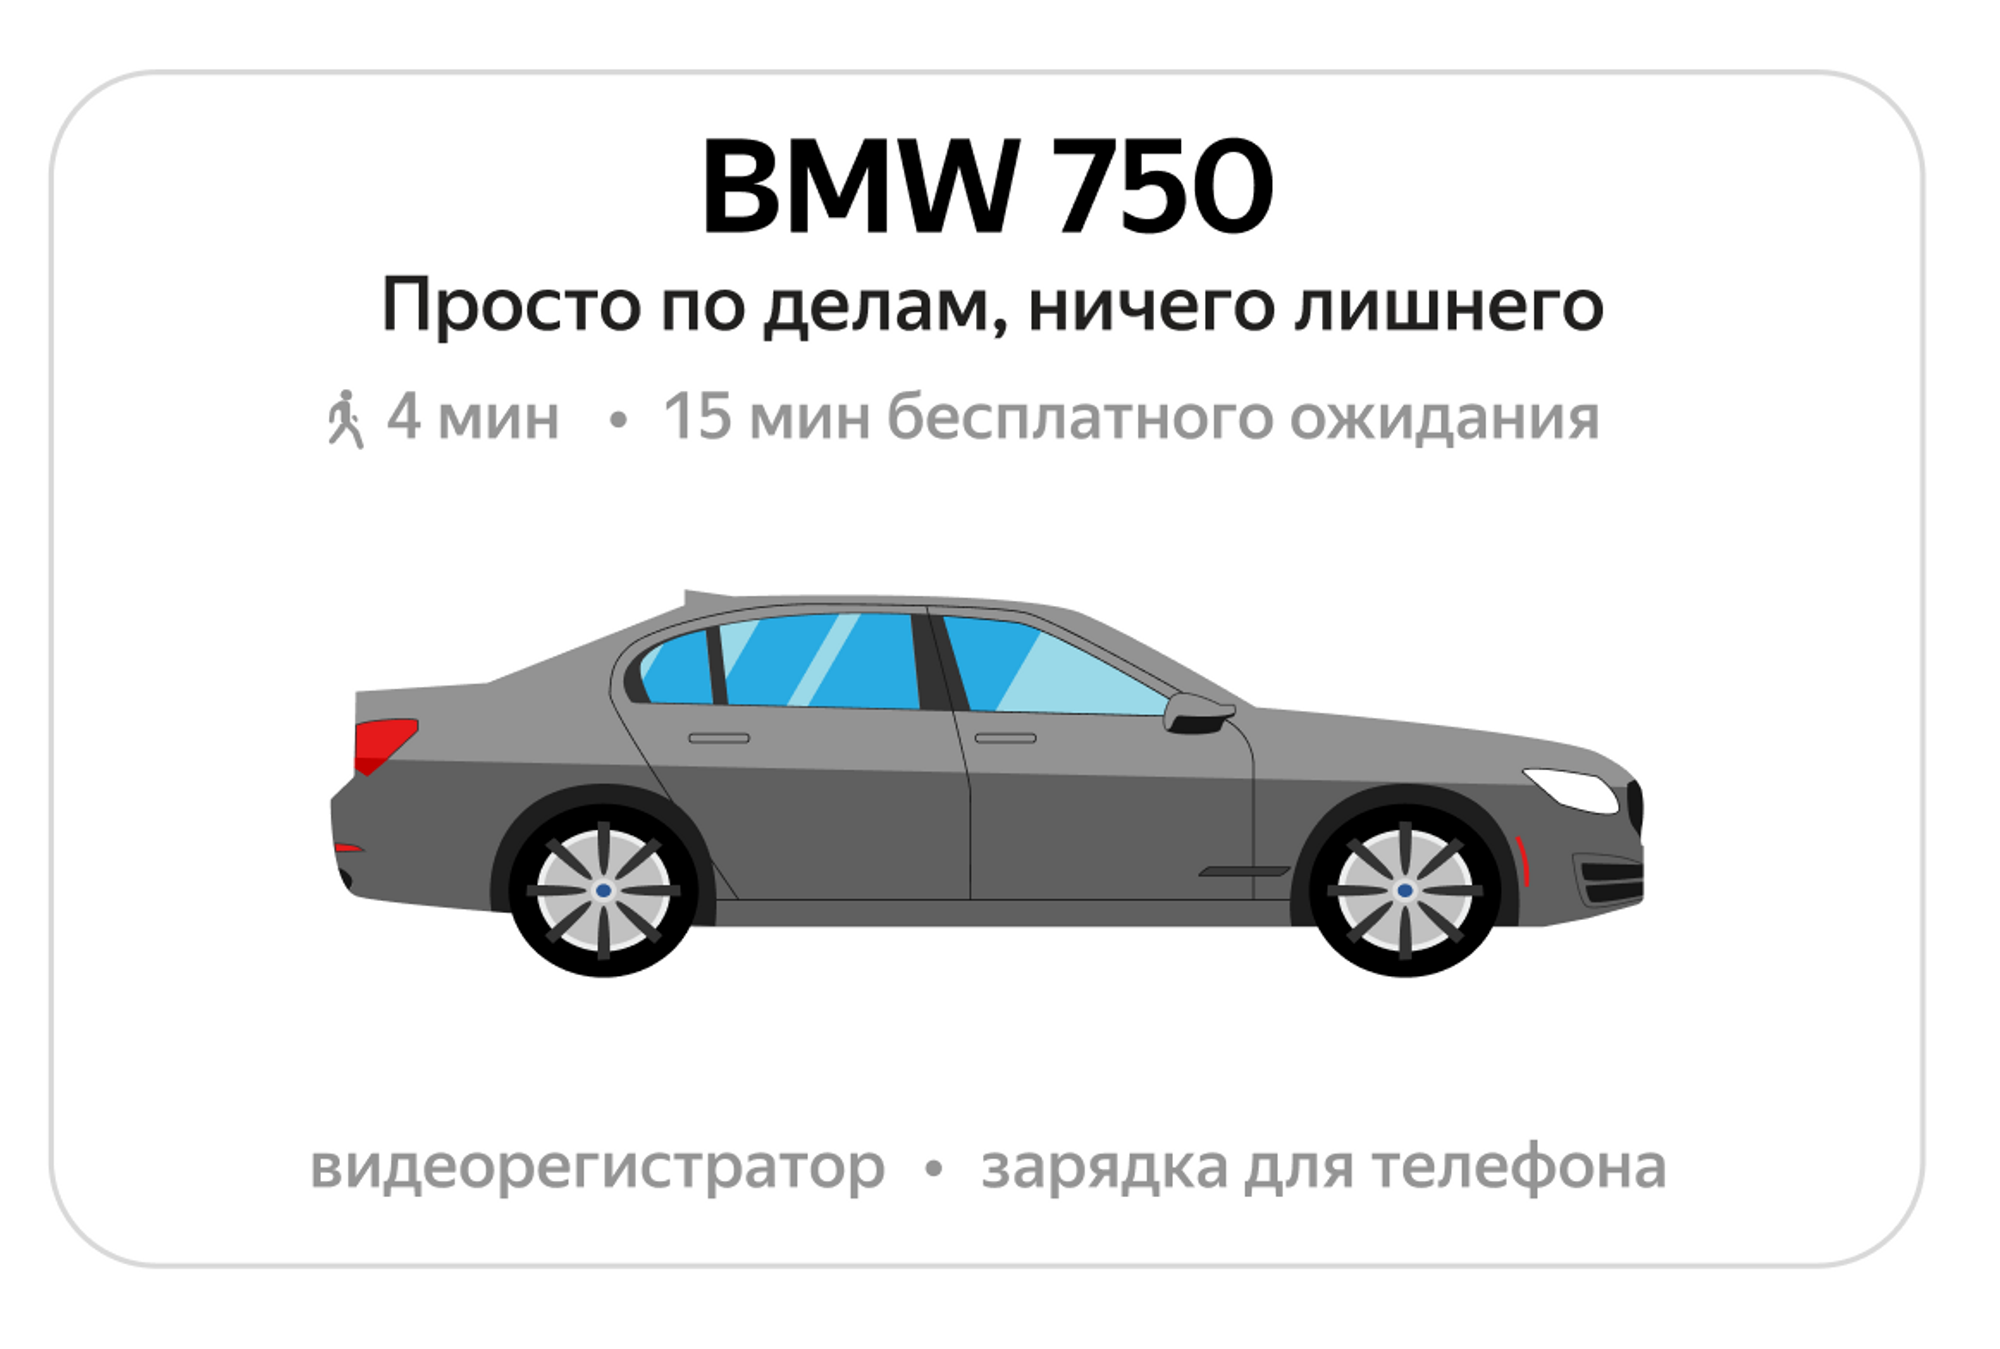 BMW 750
Просто по делам, ничего лишнего
4 мин • 15 мин бесплатного ожидания
видеорегистратор • зарядка для телефона